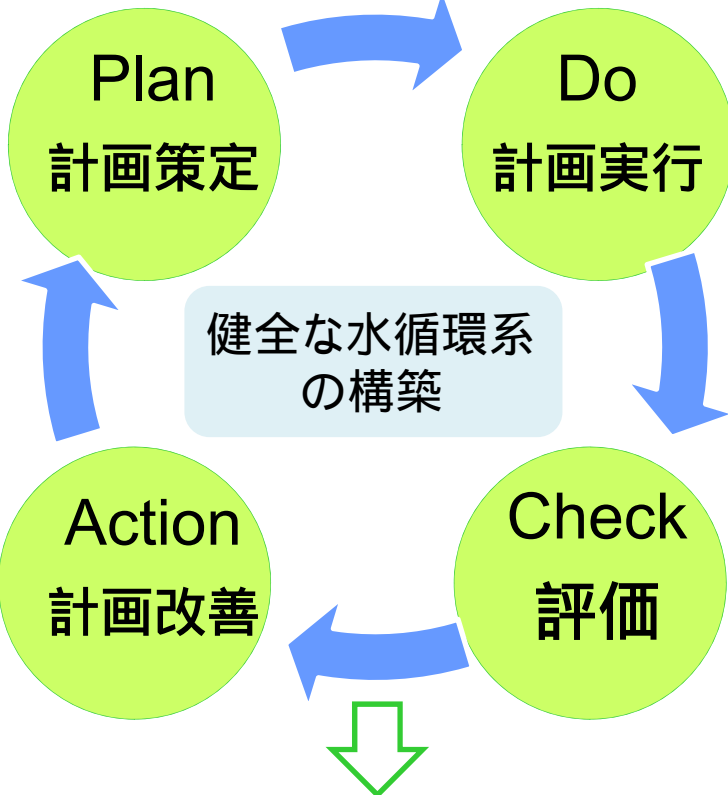 Plan
計画策定
Do
計画実行
健全な水循環系
の構築
Action
計画改善
Check
評価